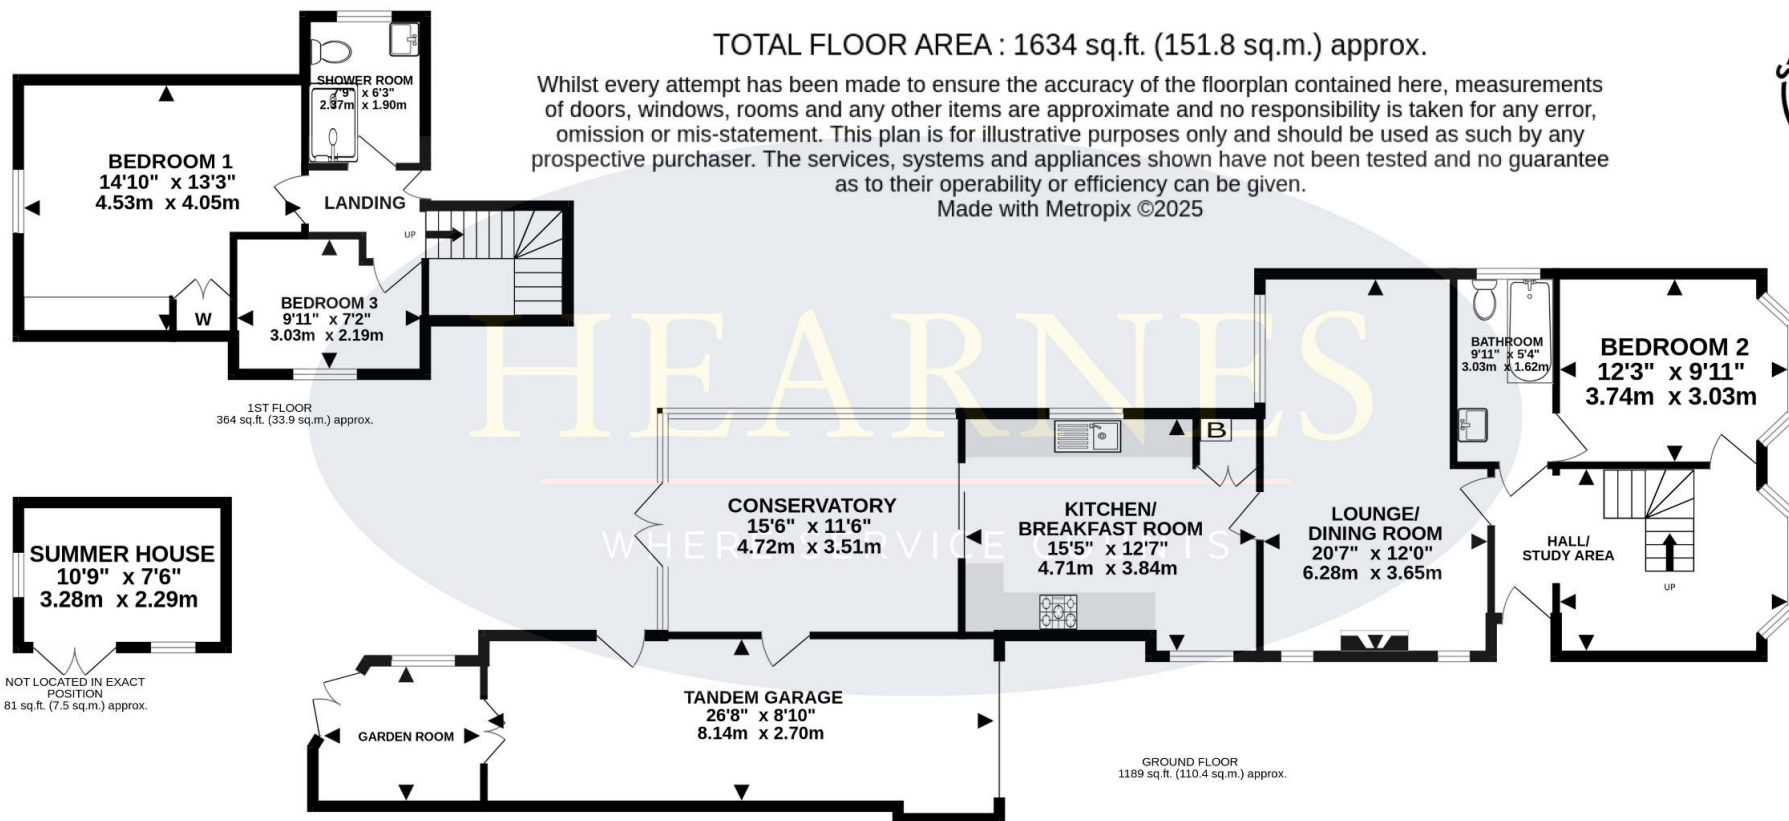 TOTAL FLOOR AREA : 1634 sq.ft. (151.8 sq.m.) approx.
Whilst every attempt has been made to ensure the accuracy of the floorplan contained here, measurements
of doors, windows, rooms and any other items are approximate and no responsibility is taken for any error,
omission or mis-statement. This plan is for illustrative purposes only and should be used as such by any
prospective purchaser. The services, systems and appliances shown have not been tested and no guarantee
as to their operability or efficiency can be given.
Made with Metropix ©2025
SHOWER ROOM
7'9" x 6'3"
2.37m x 1.90m
BEDROOM 1
14'10" x 13'3"
4.53m x 4.05m
LANDING
UP
BEDROOM 3
9'11" x 7'2"
3.03m x 2.19m
W
1ST FLOOR
364 sq.ft. (33.9 sq.m.) approx.
HEARNES
WHERE SERVICE COUNTS
BATHROOM
9'11" x 5'4"
3.03m x 1.62m
BEDROOM 2
12'3" x 9'11"
3.74m x 3.03m
B
CONSERVATORY
15'6" x 11'6"
4.72m x 3.51m
KITCHEN/
BREAKFAST ROOM
15'5" x 12'7"
4.71m x 3.84m
LOUNGE/
DINING ROOM
20'7" x 12'0"
6.28m x 3.65m
HALL/
STUDY AREA
UP
SUMMER HOUSE
10'9" x 7'6"
3.28m x 2.29m
NOT LOCATED IN EXACT
POSITION
81 sq.ft. (7.5 sq.m.) approx.
GARDEN ROOM
TANDEM GARAGE
26'8" x 8'10"
8.14m x 2.70m
GROUND FLOOR
1189 sq.ft. (110.4 sq.m.) approx.